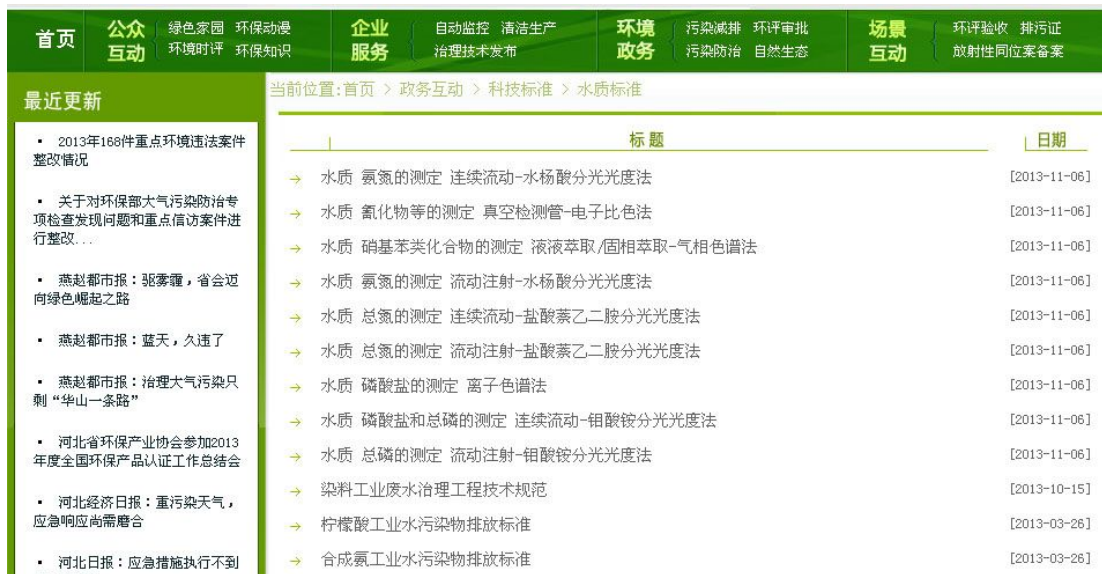 首页
公众互动
绿色家园 环保动漫
环境时评 环保知识
企业服务
自动监控 清洁生产
治理技术发布
环境政务
污染减排 环评审批
污染防治 自然生态
场景互动
环评验收 排污证
放射性同位案备案
最近更新
▪ 2013年168件重点环境违法案件
整改情况
▪ 关于对环保部大气污染防治专
项检查发现问题和重点信访案件进
行整改...
▪ 燕赵都市报：驱雾霾，省会迈
向绿色崛起之路
▪ 燕赵都市报：蓝天，久违了
▪ 燕赵都市报：治理大气污染只
剩“华山一条路”
▪ 河北省环保产业协会参加2013
年度全国环保产品认证工作总结会
▪ 河北经济日报：重污染天气，
应急响应尚需磨合
▪ 河北日报：应急措施执行不到
当前位置:首页 > 政务互动 > 科技标准 > 水质标准
标题 日期
→ 水质 氨氮的测定 连续流动-水杨酸分光光度法 [2013-11-06]
→ 水质 氰化物等的测定 真空检测管-电子比色法 [2013-11-06]
→ 水质 硝基苯类化合物的测定 液液萃取/固相萃取-气相色谱法 [2013-11-06]
→ 水质 氨氮的测定 流动注射-水杨酸分光光度法 [2013-11-06]
→ 水质 总氮的测定 连续流动-盐酸萘乙二胺分光光度法 [2013-11-06]
→ 水质 总氮的测定 流动注射-盐酸萘乙二胺分光光度法 [2013-11-06]
→ 水质 磷酸盐的测定 离子色谱法 [2013-11-06]
→ 水质 磷酸盐和总磷的测定 连续流动-钼酸铵分光光度法 [2013-11-06]
→ 水质 总磷的测定 流动注射-钼酸铵分光光度法 [2013-11-06]
→ 染料工业废水治理工程技术规范 [2013-10-15]
→ 柠檬酸工业水污染物排放标准 [2013-03-26]
→ 合成氨工业水污染物排放标准 [2013-03-26]